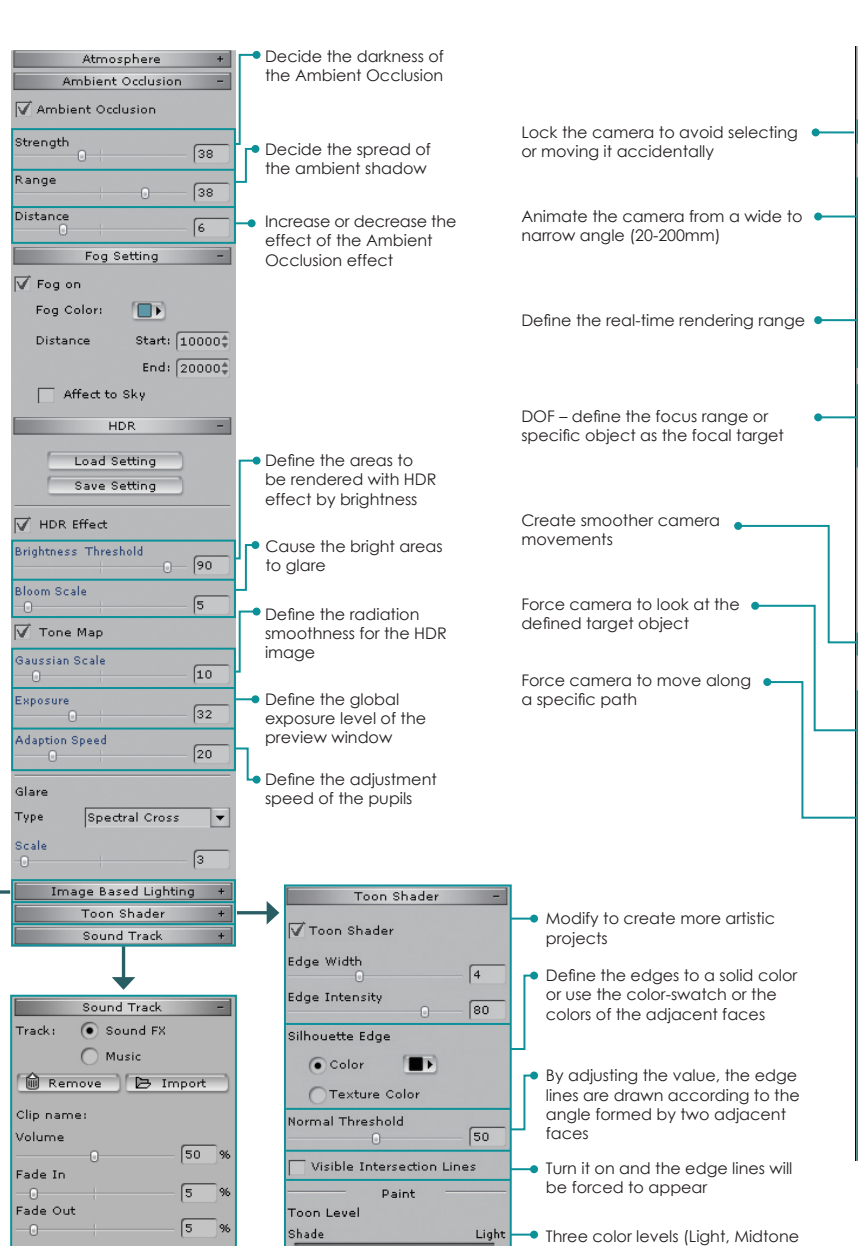 Atmosphere +
Ambient Occlusion -
Ambient Occlusion
Strength
38
Range
38
Distance
6
Fog Setting -
Fog on
Fog Color:
Distance Start: 10000
End: 20000
Affect to Sky
HDR -
Load Setting
Save Setting
HDR Effect
Brightness Threshold
90
Bloom Scale
5
Tone Map
Gaussian Scale
10
Exposure
32
Adaption Speed
20
Glare
Type Spectral Cross
Scale
3
Image Based Lighting +
Toon Shader +
Sound Track +
Sound Track -
Track: Sound FX
Music
Remove Import
Clip name:
Volume
50 %
Fade In
5 %
Fade Out
5 %
Decide the darkness of
the Ambient Occlusion
Decide the spread of
the ambient shadow
Increase or decrease the
effect of the Ambient
Occlusion effect
Define the areas to
be rendered with HDR
effect by brightness
Cause the bright areas
to glare
Define the radiation
smoothness for the HDR
image
Define the global
exposure level of the
preview window
Define the adjustment
speed of the pupils
Toon Shader -
Toon Shader
Edge Width
4
Edge Intensity
80
Silhouette Edge
Color
Texture Color
Normal Threshold
50
Visible Intersection Lines
Paint
Toon Level
Shade Light
Lock the camera to avoid selecting
or moving it accidentally
Animate the camera from a wide to
narrow angle (20-200mm)
Define the real-time rendering range
DOF – define the focus range or
specific object as the focal target
Create smoother camera
movements
Force camera to look at the
defined target object
Force camera to move along
a specific path
Modify to create more artistic
projects
Define the edges to a solid color
or use the color-swatch or the
colors of the adjacent faces
By adjusting the value, the edge
lines are drawn according to the
angle formed by two adjacent
faces
Turn it on and the edge lines will
be forced to appear
Three color levels (Light, Midtone